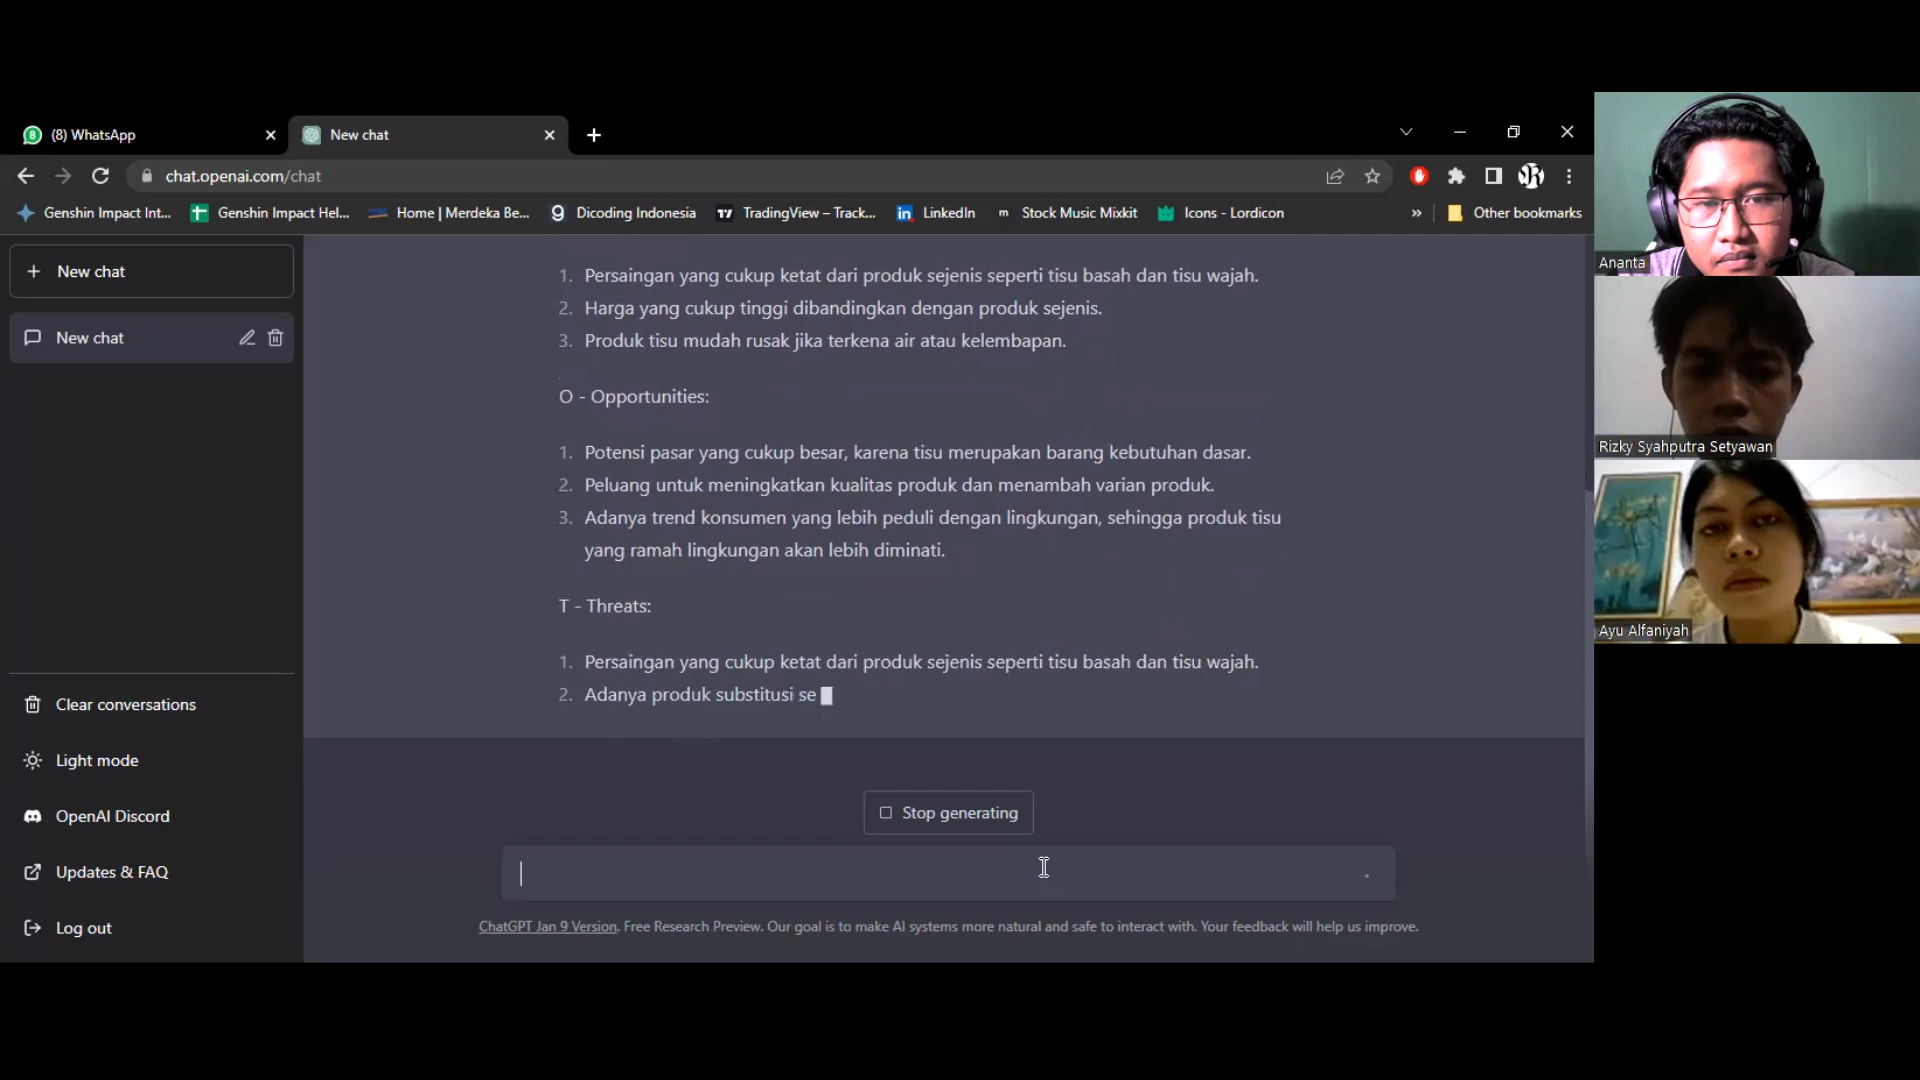 (8) WhatsApp
New chat
chat.openai.com/chat
Genshin Impact Int...
Genshin Impact Hel...
Home | Merdeka Be...
Dicoding Indonesia
TradingView – Track...
LinkedIn
Stock Music Mixkit
Icons - Lordicon
»
Other bookmarks
+ New chat
New chat
Clear conversations
Light mode
OpenAI Discord
Updates & FAQ
Log out
1. Persaingan yang cukup ketat dari produk sejenis seperti tisu basah dan tisu wajah.
2. Harga yang cukup tinggi dibandingkan dengan produk sejenis.
3. Produk tisu mudah rusak jika terkena air atau kelembapan.
O - Opportunities:
1. Potensi pasar yang cukup besar, karena tisu merupakan barang kebutuhan dasar.
2. Peluang untuk meningkatkan kualitas produk dan menambah varian produk.
3. Adanya trend konsumen yang lebih peduli dengan lingkungan, sehingga produk tisu
yang ramah lingkungan akan lebih diminati.
T - Threats:
1. Persaingan yang cukup ketat dari produk sejenis seperti tisu basah dan tisu wajah.
2. Adanya produk substitusi se
Stop generating
ChatGPT Jan 9 Version. Free Research Preview. Our goal is to make AI systems more natural and safe to interact with. Your feedback will help us improve.
Ananta
Rizky Syahputra Setyawan
Ayu Alfaniyah